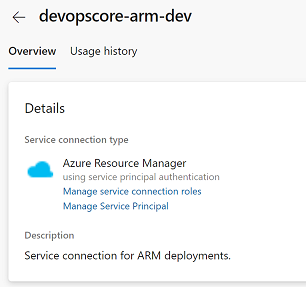 devopscore-arm-dev
Overview Usage history
Details
Service connection type
Azure Resource Manager
using service principal authentication
Manage service connection roles
Manage Service Principal
Description
Service connection for ARM deployments.